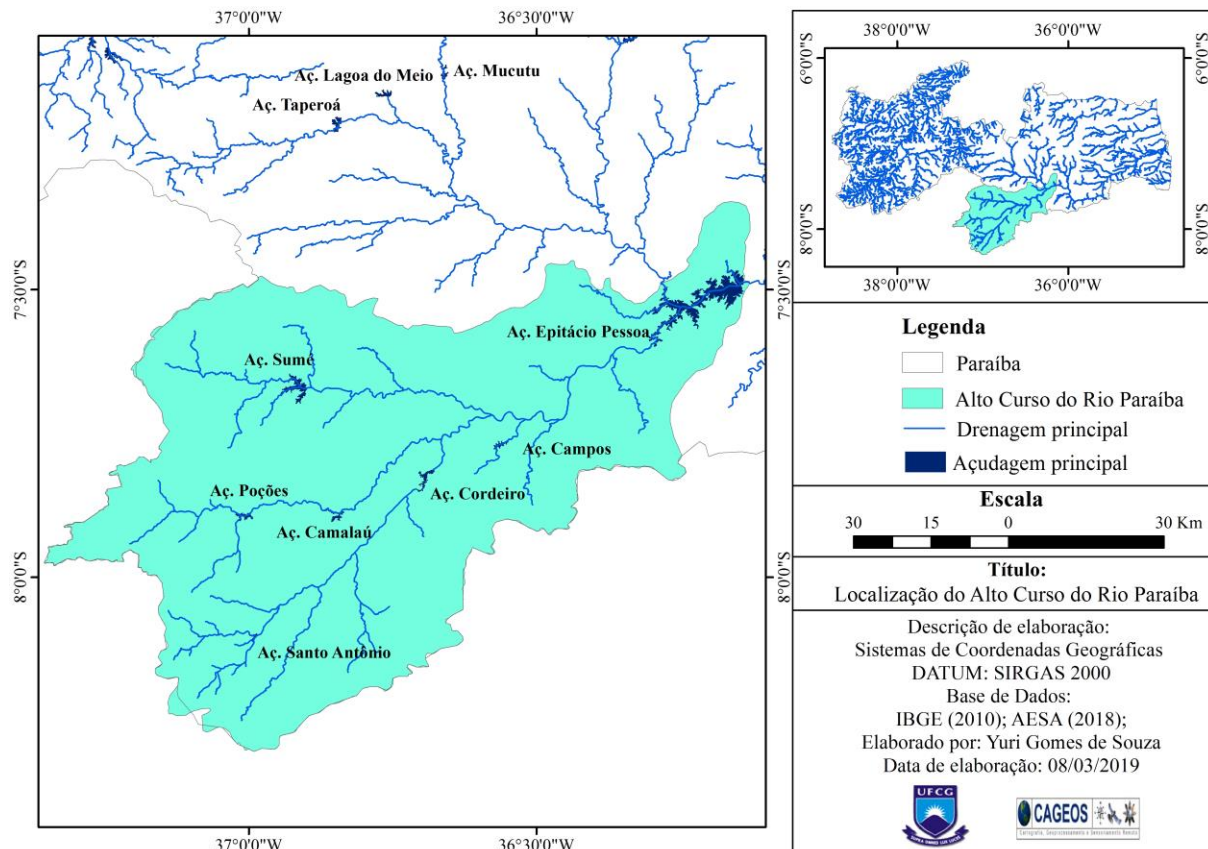 37°00'0"W
36°30'0"W
Aç. Lagoa do Meio
Aç. Mucutu
Aç. Taperoá
7°30'0"S
7°30'0"S
Aç. Epitácio Pessoa
Aç. Sumé
Aç. Campos
Aç. Cordeiro
Aç. Poções
Aç. Camalaú
8°0'0"S
8°0'0"S
Aç. Santo Antônio
37°00'0"W
36°30'0"W
38°0'0"W
36°0'0"W
6°0'0"S
6°0'0"S
8°0'0"S
8°0'0"S
38°0'0"W
36°0'0"W
Legenda
Paraíba
Alto Curso do Rio Paraíba
Drenagem principal
Açudagem principal
Escala
30 15 0 30 Km
Título:
Localização do Alto Curso do Rio Paraíba
Descrição de elaboração:
Sistemas de Coordenadas Geográficas
DATUM: SIRGAS 2000
Base de Dados:
IBGE (2010); AESA (2018);
Elaborado por: Yuri Gomes de Souza
Data de elaboração: 08/03/2019
UFCG
CAGEOS